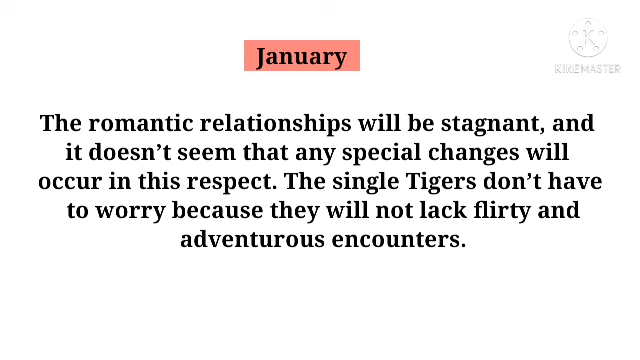 January
KINEMASTER
The romantic relationships will be stagnant, and
it doesn't seem that any special changes will
occur in this respect. The single Tigers don't have
to worry because they will not lack flirty and
adventurous encounters.